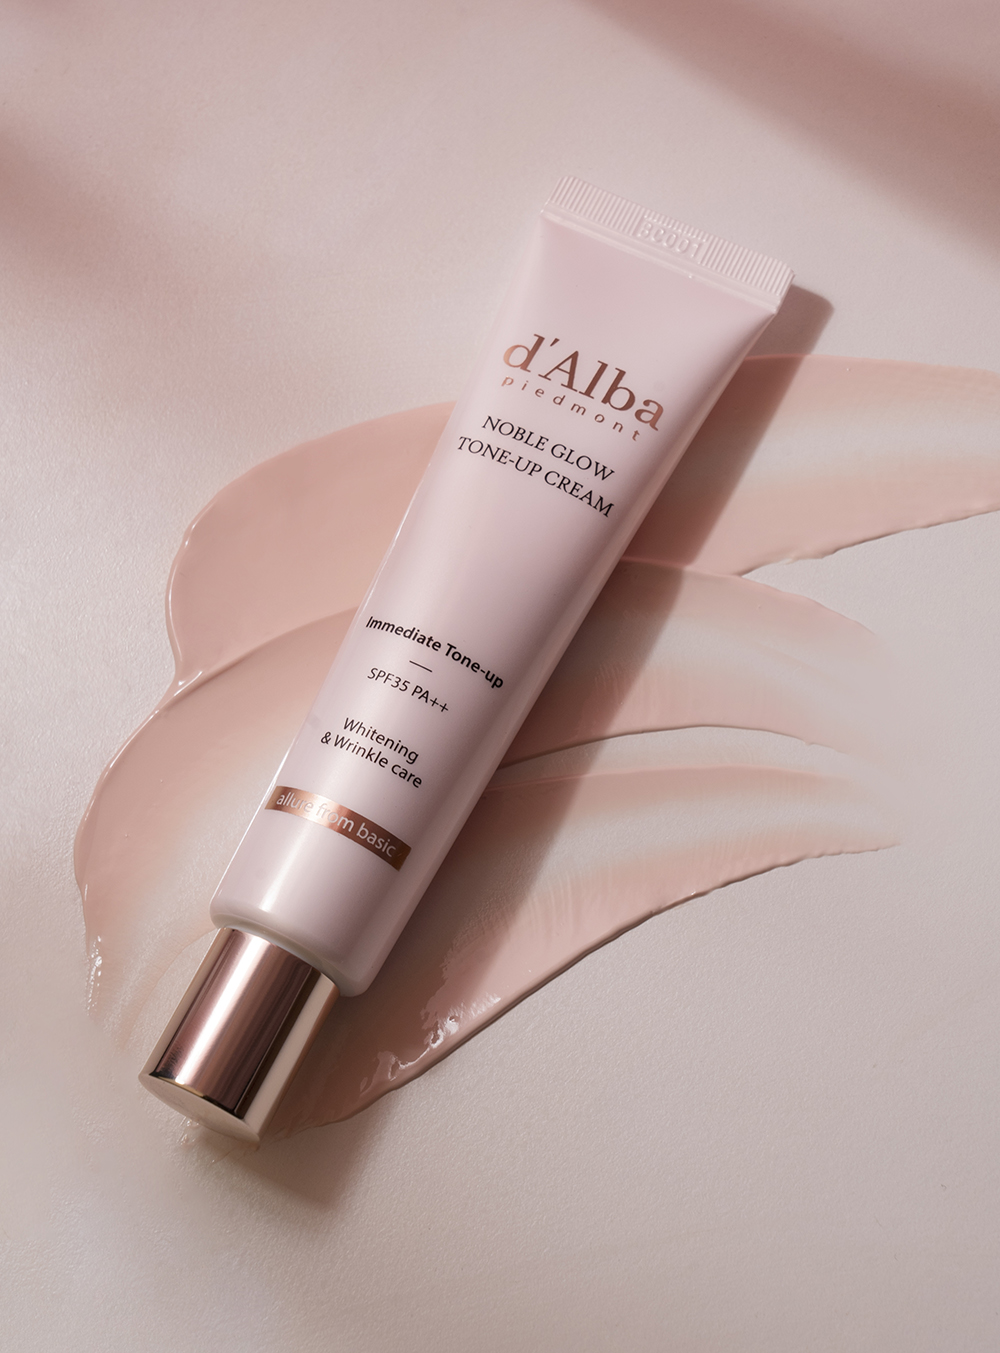 d'Alba
piedmont
NOBLE GLOW
TONE-UP CREAM
Immediate Tone-up
SPF35 PA++
Whitening
& Wrinkle care
allure from basic